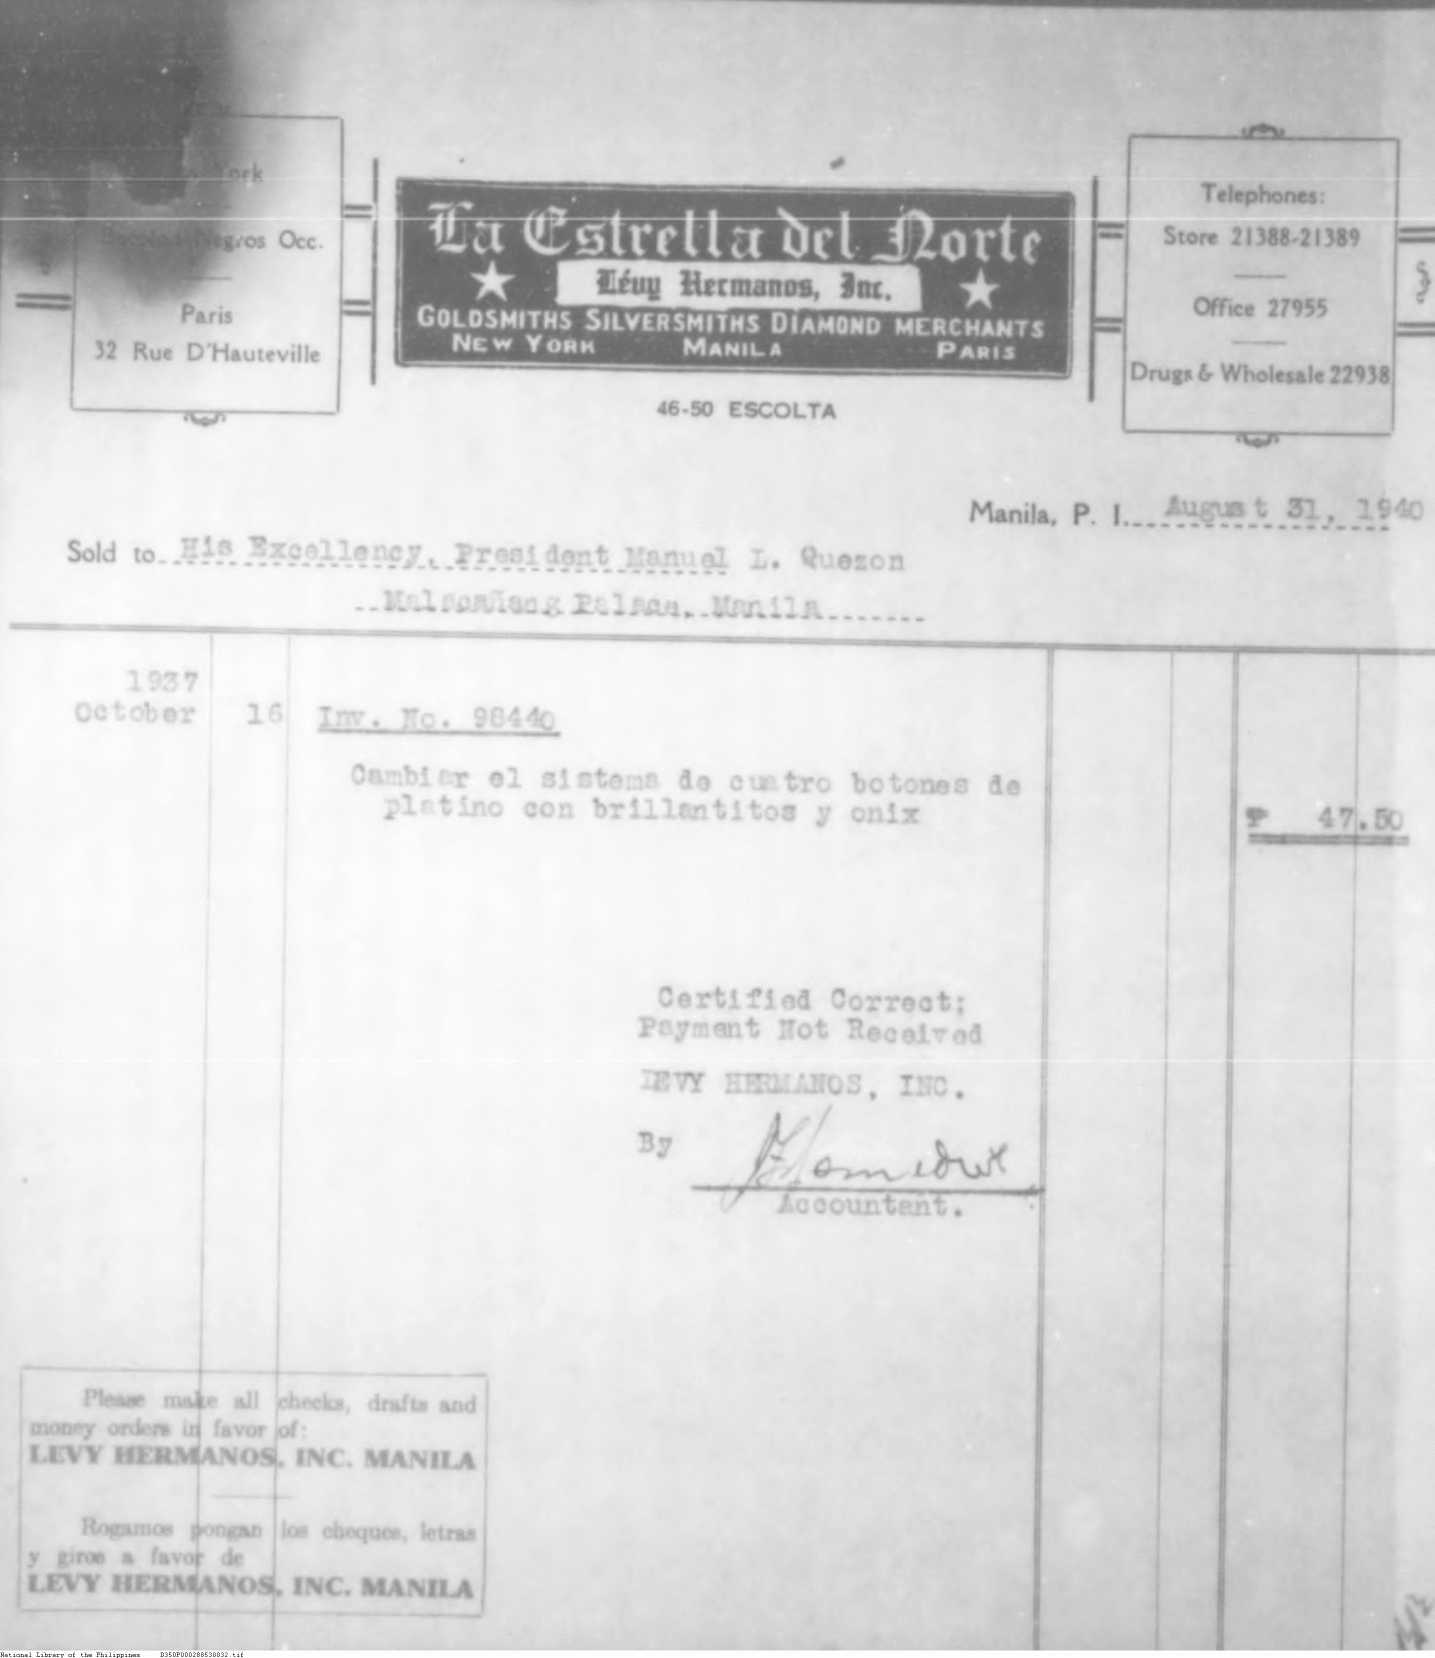 York
Bacolod Negros Occ.
Paris
32 Rue D'Hauteville
La Estrella del Norte
Lévy Hermanos, Inc.
GOLDSMITHS SILVERSMITHS DIAMOND MERCHANTS
NEW YORK MANILA PARIS
46-50 ESCOLTA
Telephones:
Store 21388-21389
Office 27955
Drugs & Wholesale 22938
Manila, P. I. August 31, 1940
Sold to His Excellency, President Manuel L. Quezon
Malacañang Palace, Manila
1937
October 16 Inv. No. 98440
Cambiar el sistema de cuatro botones de
platino con brillantitos y onix ₱ 47.50
Certified Correct;
Payment Not Received
LEVY HERMANOS, INC.
By
Accountant.
Please make all checks, drafts and
money orders in favor of:
LEVY HERMANOS, INC. MANILA
Rogamos pongan los cheques, letras
y giros a favor de
LEVY HERMANOS, INC. MANILA
National Library of the Philippines